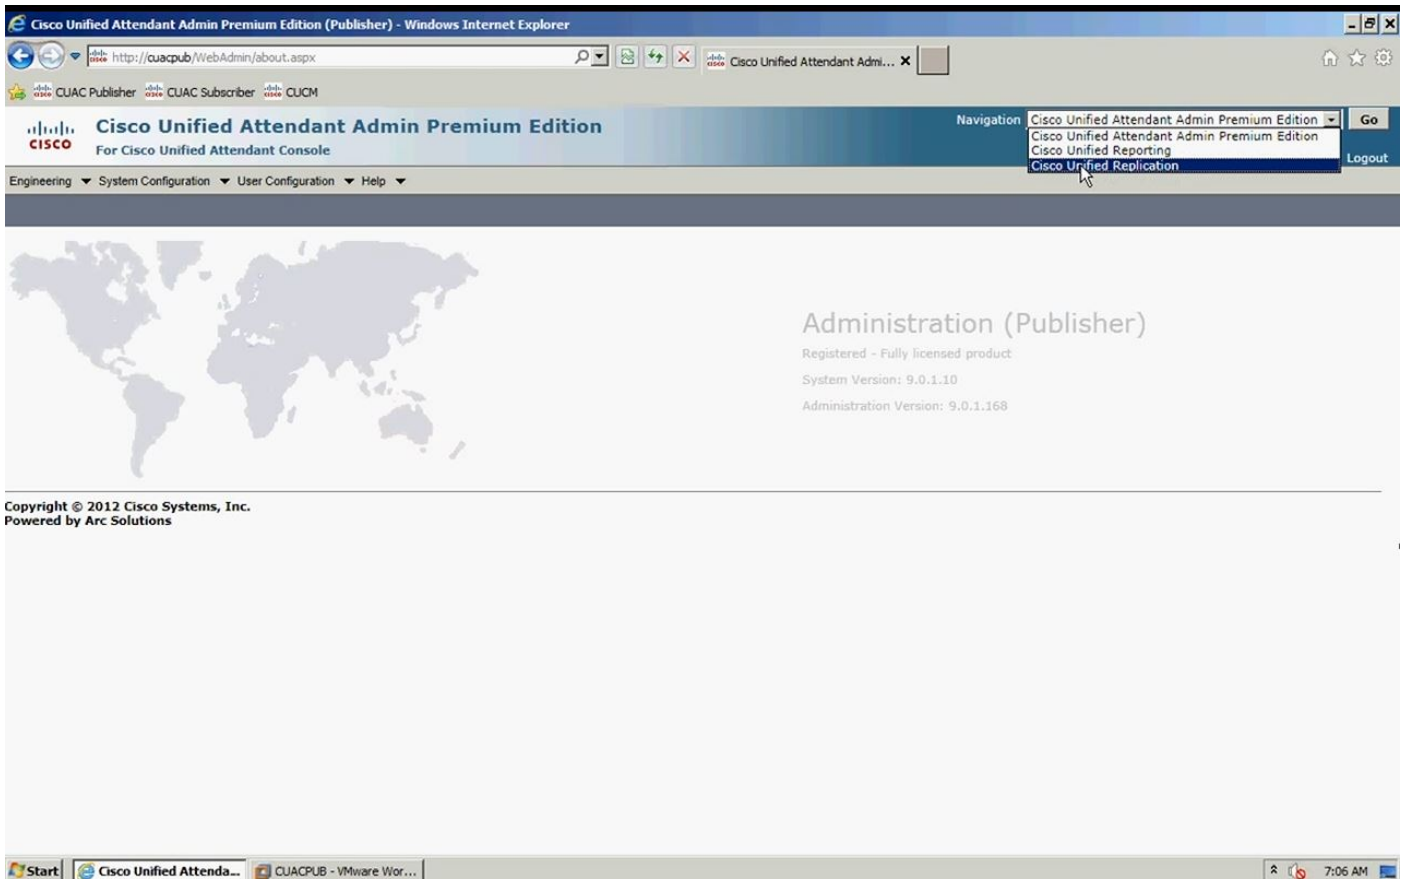 Cisco Unified Attendant Admin Premium Edition (Publisher) - Windows Internet Explorer
http://cuacpub/WebAdmin/about.aspx
Cisco Unified Attendant Admi...
CUAC Publisher CUAC Subscriber CUCM
CISCO
Cisco Unified Attendant Admin Premium Edition
For Cisco Unified Attendant Console
Navigation Cisco Unified Attendant Admin Premium Edition Go
Cisco Unified Attendant Admin Premium Edition
Cisco Unified Reporting
Cisco Unified Replication
Logout
Engineering System Configuration User Configuration Help
Administration (Publisher)
Registered - Fully licensed product
System Version: 9.0.1.10
Administration Version: 9.0.1.168
Copyright © 2012 Cisco Systems, Inc.
Powered by Arc Solutions
Start Cisco Unified Attenda... CUACPUB - VMware Wor... 7:06 AM